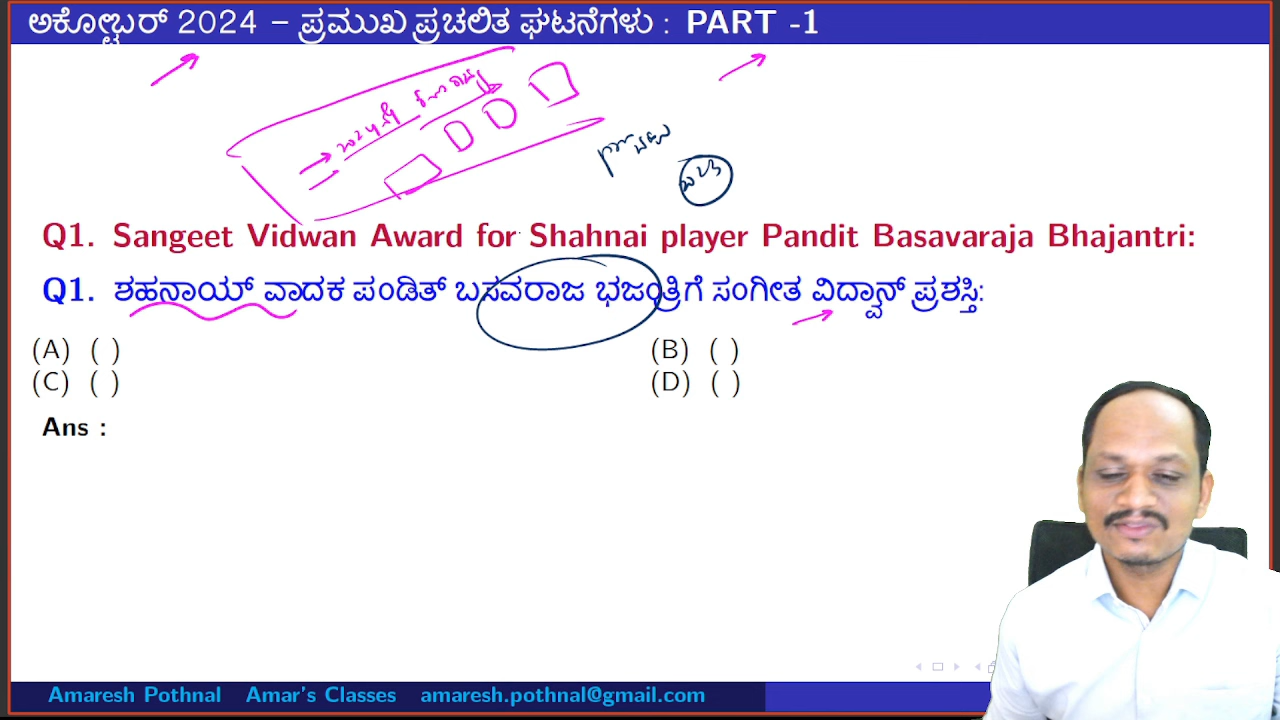 ಅಕ್ಟೋಬರ್ 2024 – ಪ್ರಮುಖ ಪ್ರಚಲಿತ ಘಟನೆಗಳು : PART -1
Q1. Sangeet Vidwan Award for Shahnai player Pandit Basavaraja Bhajantri:
Q1. ಶಹನಾಯ್ ವಾದಕ ಪಂಡಿತ್ ಬಸವರಾಜ ಭಜಂತ್ರಿಗೆ ಸಂಗೀತ ವಿದ್ವಾನ್ ಪ್ರಶಸ್ತಿ:
(A) ( ) (B) ( )
(C) ( ) (D) ( )
Ans :
Amaresh Pothnal Amar's Classes amaresh.pothnal@gmail.com